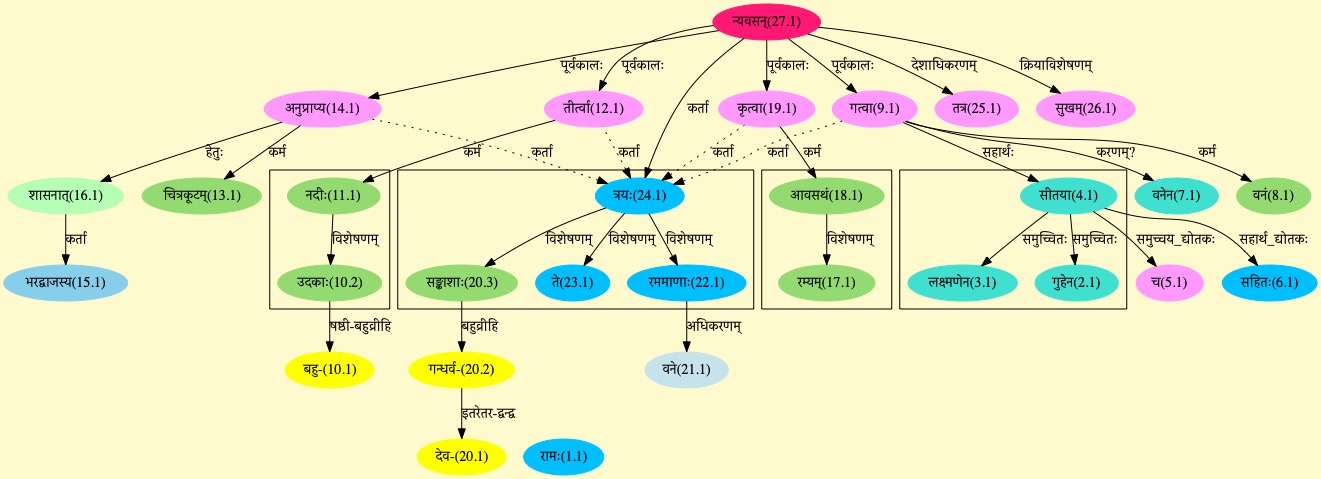 न्यवसन्(27.1)
पूर्वकालः पूर्वकालः पूर्वकालः पूर्वकालः देशाधिकरणम् क्रियाविशेषणम्
अनुप्राप्य(14.1) तीर्त्वा(12.1) कर्ता कृत्वा(19.1) गत्वा(9.1) तत्र(25.1) सुखम्(26.1)
हेतुः कर्म कर्म कर्ता कर्ता कर्ता कर्ता कर्म सहार्थः करणम्? कर्म
शासनात्(16.1) चित्रकूटम्(13.1) नदीः(11.1) त्रयः(24.1) आवसथं(18.1) सीतया(4.1) वनेन(7.1) वनं(8.1)
कर्ता विशेषणम् विशेषणम् विशेषणम् विशेषणम् विशेषणम् समुच्चितः समुच्चितः समुच्चय_द्योतकः सहार्थ_द्योतकः
भरद्वाजस्य(15.1) उदकाः(10.2) सङ्काशाः(20.3) ते(23.1) रममाणाः(22.1) रम्यम्(17.1) लक्ष्मणेन(3.1) गुहेन(2.1) च(5.1) सहितः(6.1)
षष्ठी-बहुव्रीहि बहुव्रीहि अधिकरणम्
बहु-(10.1) गन्धर्व-(20.2) वने(21.1)
इतरेतर-द्वन्द्व
देव-(20.1) रामः(1.1)